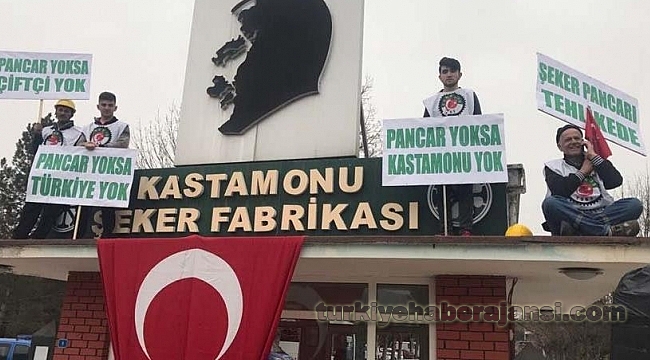 PANCAR YOKSA
ÇİFTÇİ YOK
PANCAR YOKSA
TÜRKİYE YOK
PANCAR YOKSA
KASTAMONU YOK
ŞEKER PANCARI
TEHLİKEDE
KASTAMONU
ŞEKER FABRİKASI
turkiyehaberajansi.com